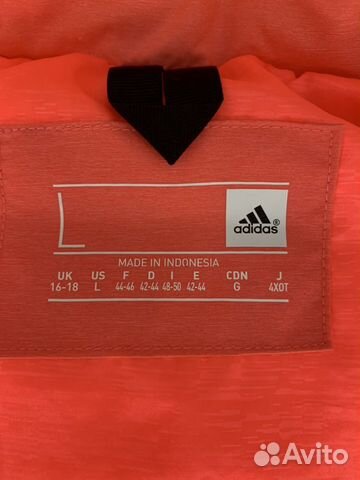 L
adidas
MADE IN INDONESIA
UK US F D I E CDN J
16-18 L 44-46 42-44 48-50 42-44 G 4XOT
Avito